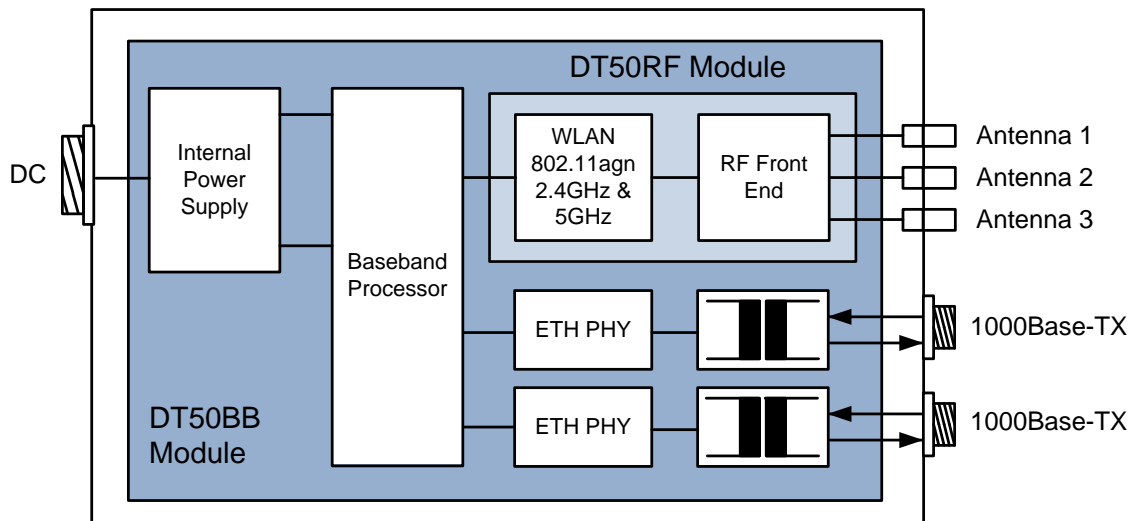 DT50RF Module
DC
Internal
Power
Supply
Baseband
Processor
WLAN
802.11agn
2.4GHz &
5GHz
RF Front
End
Antenna 1
Antenna 2
Antenna 3
ETH PHY
1000Base-TX
ETH PHY
1000Base-TX
DT50BB
Module